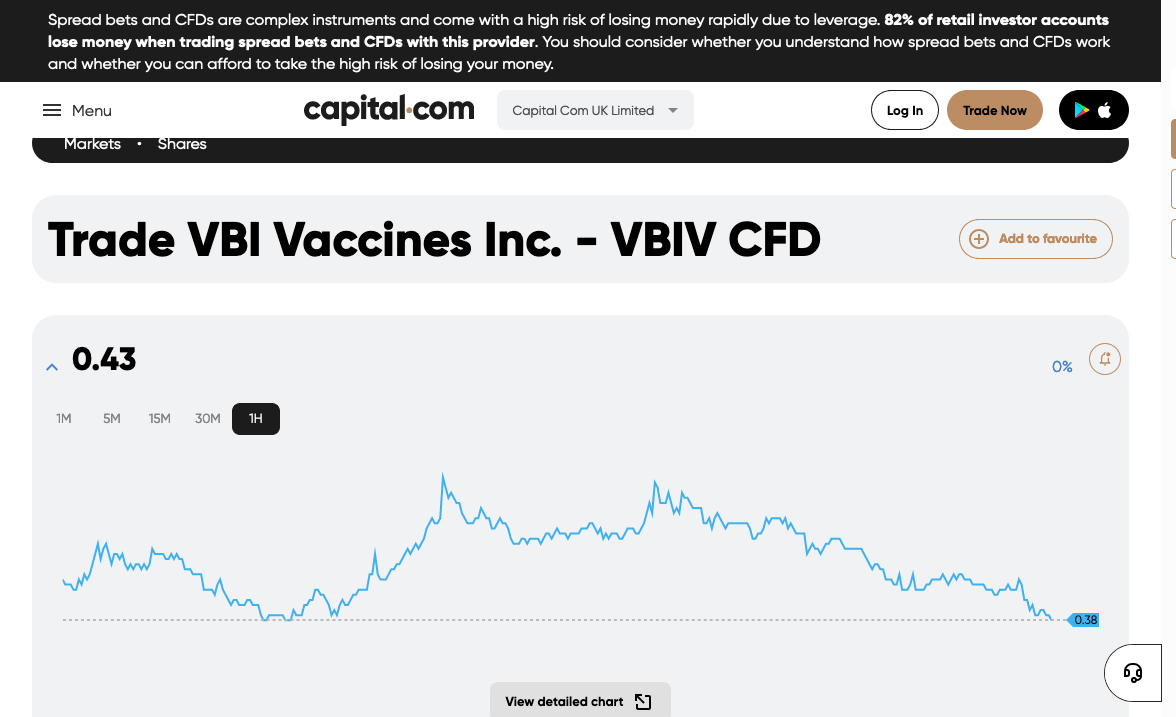 Spread bets and CFDs are complex instruments and come with a high risk of losing money rapidly due to leverage. 82% of retail investor accounts
lose money when trading spread bets and CFDs with this provider. You should consider whether you understand how spread bets and CFDs work
and whether you can afford to take the high risk of losing your money.
Menu
capital.com
Capital Com UK Limited
Log In
Trade Now
Markets • Shares
Trade VBI Vaccines Inc. - VBIV CFD
Add to favourite
0.43
0%
1M 5M 15M 30M 1H
0.38
View detailed chart